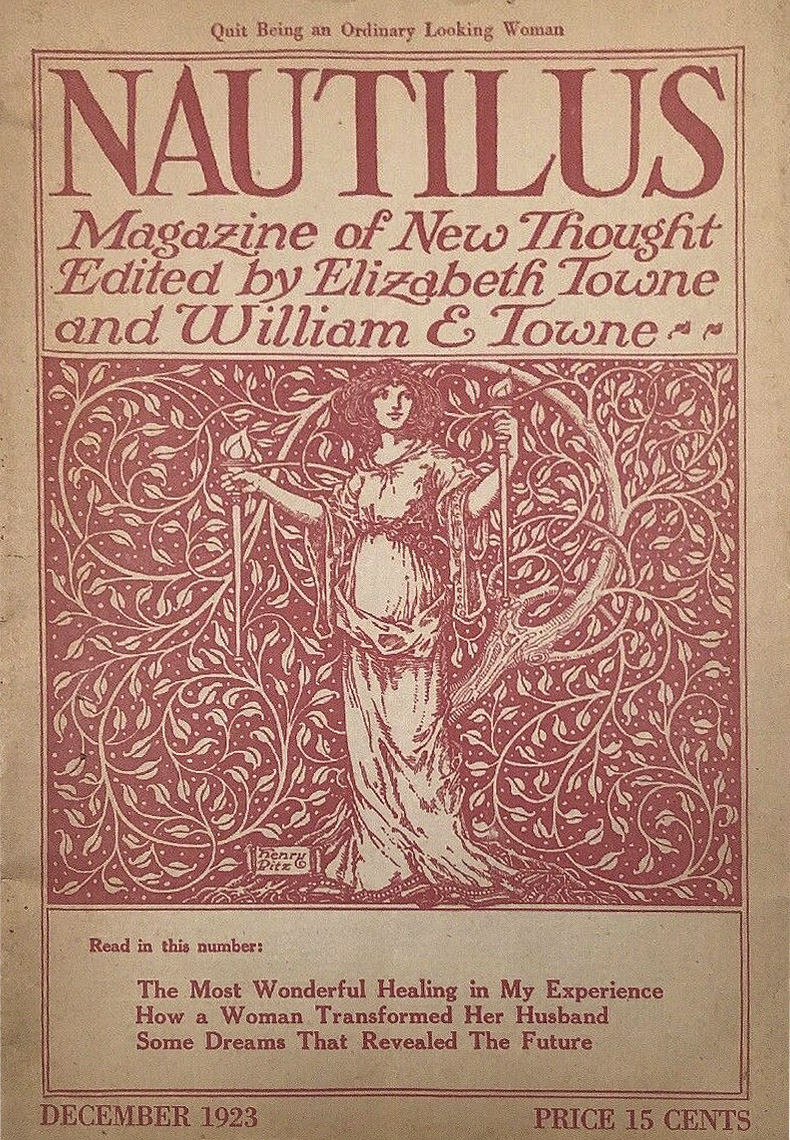 Quit Being an Ordinary Looking Woman
NAUTILUS
Magazine of New Thought
Edited by Elizabeth Towne
and William E Towne
Henry
Pitz
Read in this number:
The Most Wonderful Healing in My Experience
How a Woman Transformed Her Husband
Some Dreams That Revealed The Future
DECEMBER 1923
PRICE 15 CENTS